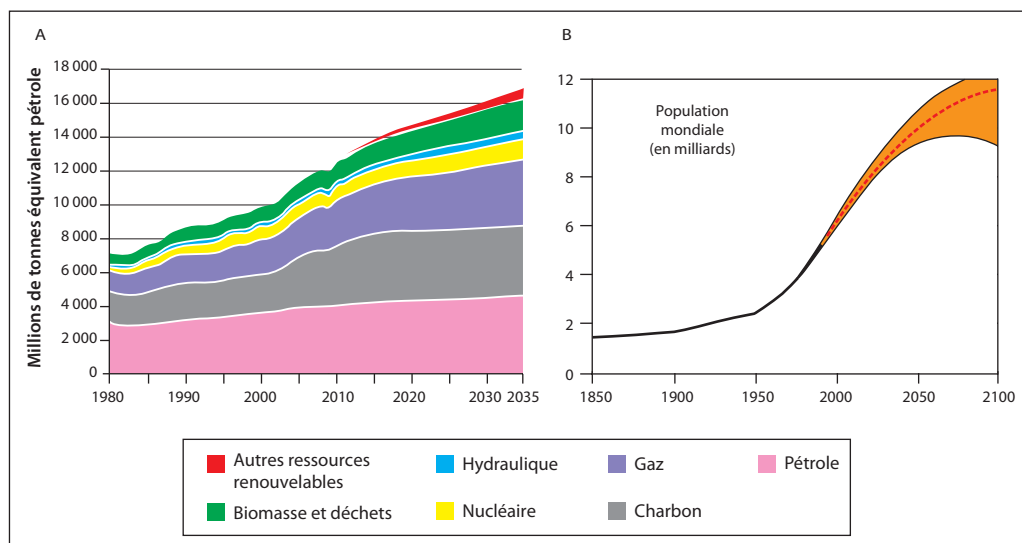 A
Millions de tonnes équivalent pétrole
18 000
16 000
14 000
12 000
10 000
8 000
6 000
4 000
2 000
0
1980
1990
2000
2010
2020
2030 2035
B
12
10
8
6
4
2
0
Population
mondiale
(en milliards)
1850
1900
1950
2000
2050
2100
Autres ressources
renouvelables
Hydraulique
Gaz
Pétrole
Biomasse et déchets
Nucléaire
Charbon